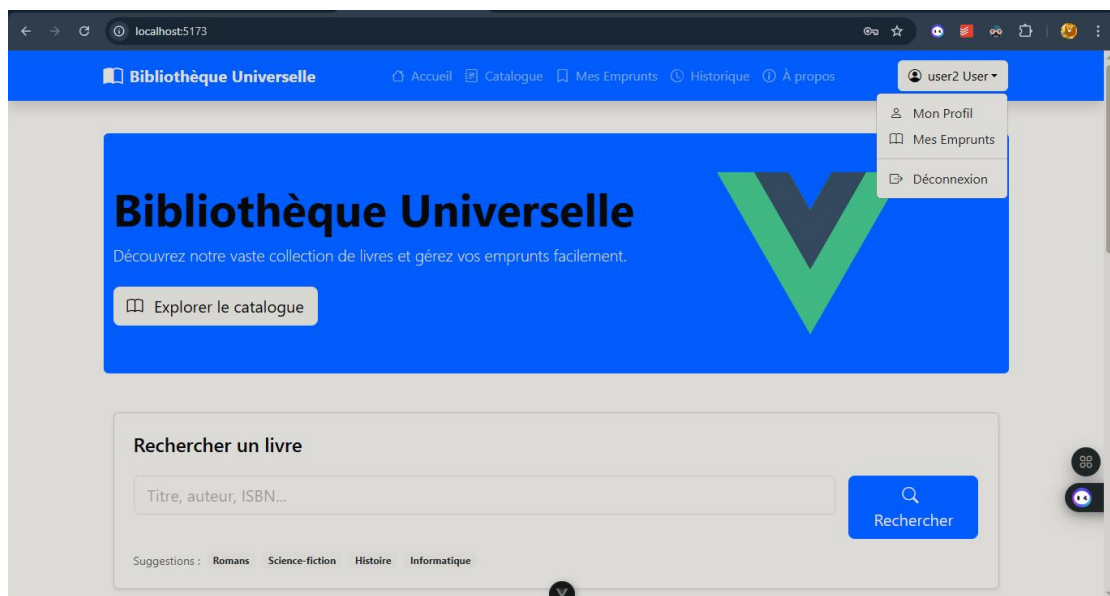 localhost:5173
Bibliothèque Universelle Accueil Catalogue Mes Emprunts Historique À propos user2 User
Mon Profil
Mes Emprunts
Déconnexion
Bibliothèque Universelle
Découvrez notre vaste collection de livres et gérez vos emprunts facilement.
Explorer le catalogue
Rechercher un livre
Titre, auteur, ISBN...
Rechercher
Suggestions : Romans Science-fiction Histoire Informatique